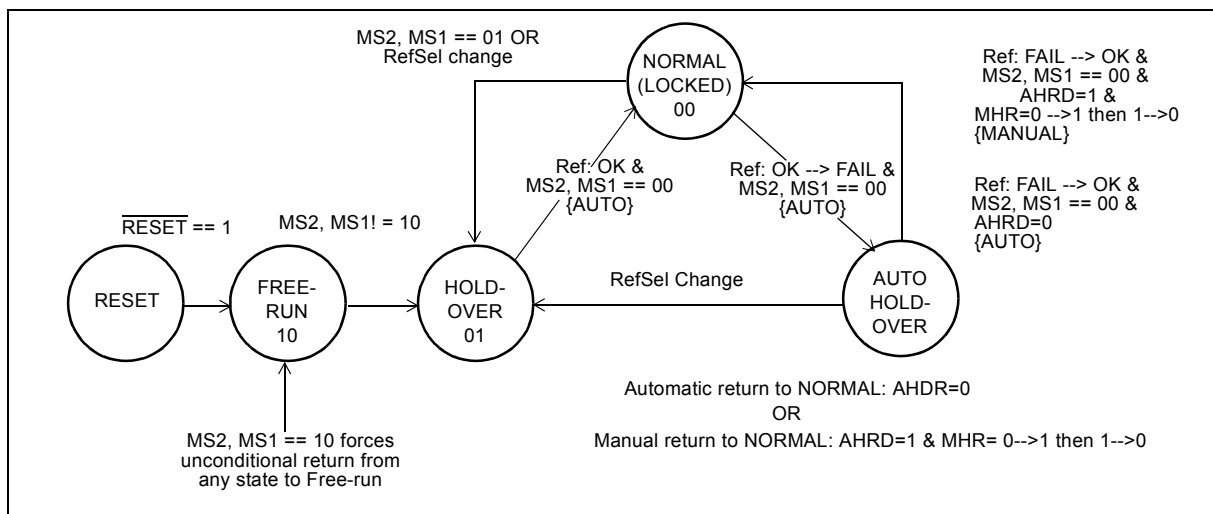 MS2, MS1 == 01 OR
RefSel change
NORMAL
(LOCKED)
00
Ref: FAIL --> OK &
MS2, MS1 == 00 &
AHRD=1 &
MHR=0 -->1 then 1-->0
{MANUAL}
Ref: OK &
MS2, MS1 == 00
{AUTO}
Ref: OK --> FAIL &
MS2, MS1 == 00
{AUTO}
Ref: FAIL --> OK &
MS2, MS1 == 00 &
AHRD=0
{AUTO}
RESET == 1
MS2, MS1! = 10
RESET
FREE-
RUN
10
HOLD-
OVER
01
RefSel Change
AUTO
HOLD-
OVER
Automatic return to NORMAL: AHDR=0
OR
Manual return to NORMAL: AHRD=1 & MHR= 0-->1 then 1-->0
MS2, MS1 == 10 forces
unconditional return from
any state to Free-run